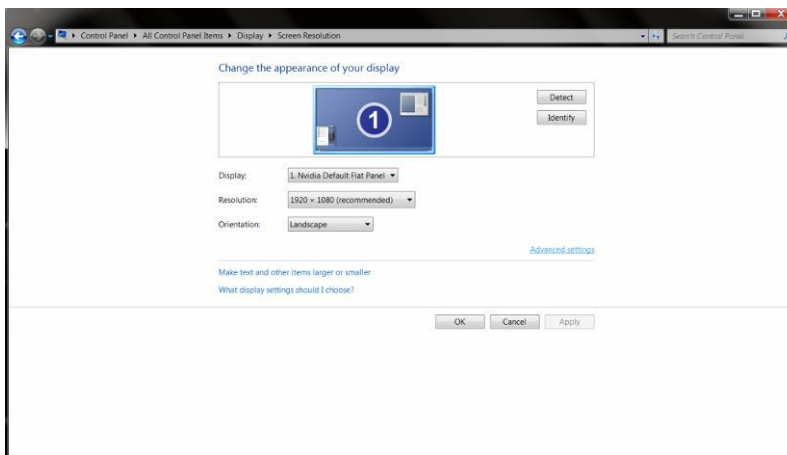 Control Panel ▸ All Control Panel Items ▸ Display ▸ Screen Resolution
Search Control Panel
Change the appearance of your display
1
Detect
Identify
Display: 1. Nvidia Default Flat Panel
Resolution: 1920 × 1080 (recommended)
Orientation: Landscape
Advanced settings
Make text and other items larger or smaller
What display settings should I choose?
OK Cancel Apply